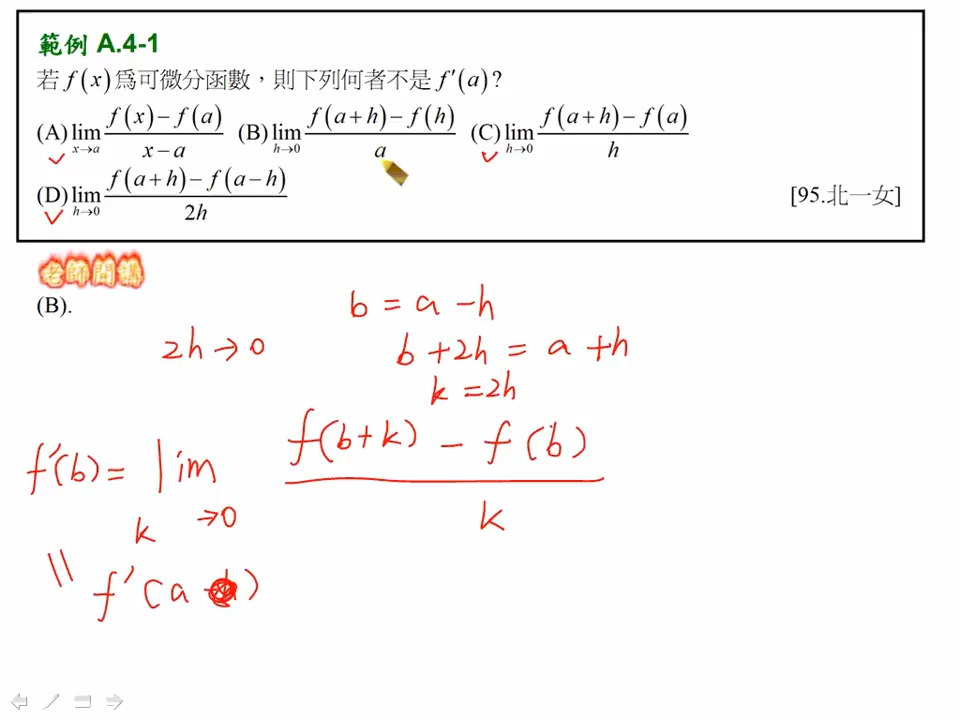 範例 A.4-1
若 f(x) 為可微分函數，則下列何者不是 f′(a)？
(A) lim_{x→a} (f(x) − f(a))/(x − a) (B) lim_{h→0} (f(a+h) − f(h))/a (C) lim_{h→0} (f(a+h) − f(a))/h
(D) lim_{h→0} (f(a+h) − f(a−h))/2h [95.北一女]
老師開講
(B).
b = a − h
2h → 0 b + 2h = a + h
k = 2h
f′(b) = lim_{k→0} (f(b+k) − f(b))/k
|| f′(a )